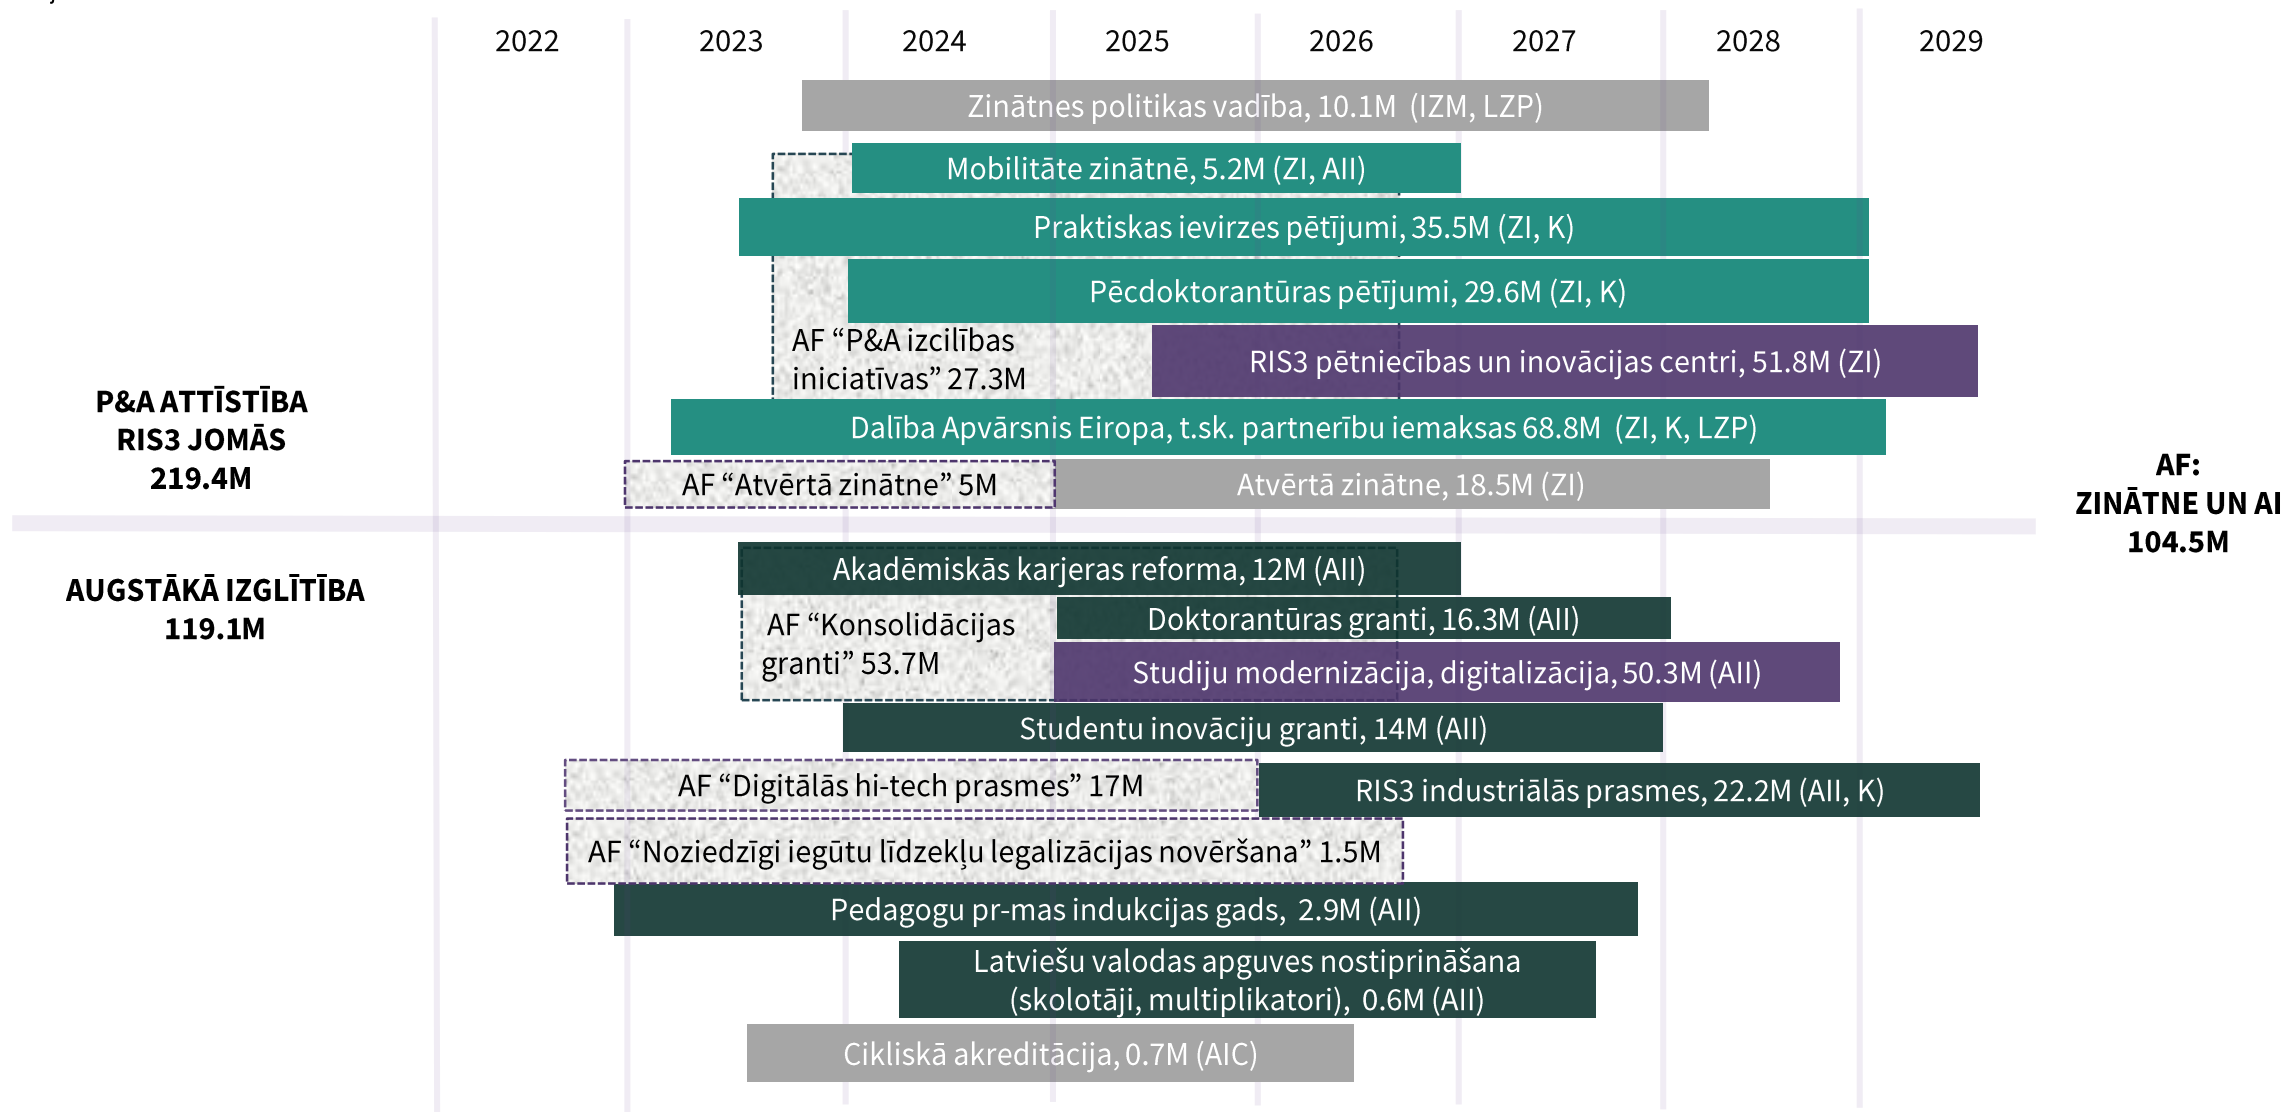 2022 2023 2024 2025 2026 2027 2028 2029
Zinātnes politikas vadība, 10.1M (IZM, LZP)
Mobilitāte zinātnē, 5.2M (ZI, AII)
Praktiskas ievirzes pētījumi, 35.5M (ZI, K)
Pēcdoktorantūras pētījumi, 29.6M (ZI, K)
AF “P&A izcilības
iniciatīvas” 27.3M
RIS3 pētniecības un inovācijas centri, 51.8M (ZI)
P&A ATTĪSTĪBA
RIS3 JOMĀS
219.4M
Dalība Apvārsnis Eiropa, t.sk. partnerību iemaksas 68.8M (ZI, K, LZP)
AF “Atvērtā zinātne” 5M
Atvērtā zinātne, 18.5M (ZI)
AF:
ZINĀTNE UN AI
104.5M
AUGSTĀKĀ IZGLĪTĪBA
119.1M
Akadēmiskās karjeras reforma, 12M (AII)
AF “Konsolidācijas
granti” 53.7M
Doktorantūras granti, 16.3M (AII)
Studiju modernizācija, digitalizācija, 50.3M (AII)
Studentu inovāciju granti, 14M (AII)
AF “Digitālās hi-tech prasmes” 17M
RIS3 industriālās prasmes, 22.2M (AII, K)
AF “Noziedzīgi iegūtu līdzekļu legalizācijas novēršana” 1.5M
Pedagogu pr-mas indukcijas gads, 2.9M (AII)
Latviešu valodas apguves nostiprināšana
(skolotāji, multiplikatori), 0.6M (AII)
Cikliskā akreditācija, 0.7M (AIC)